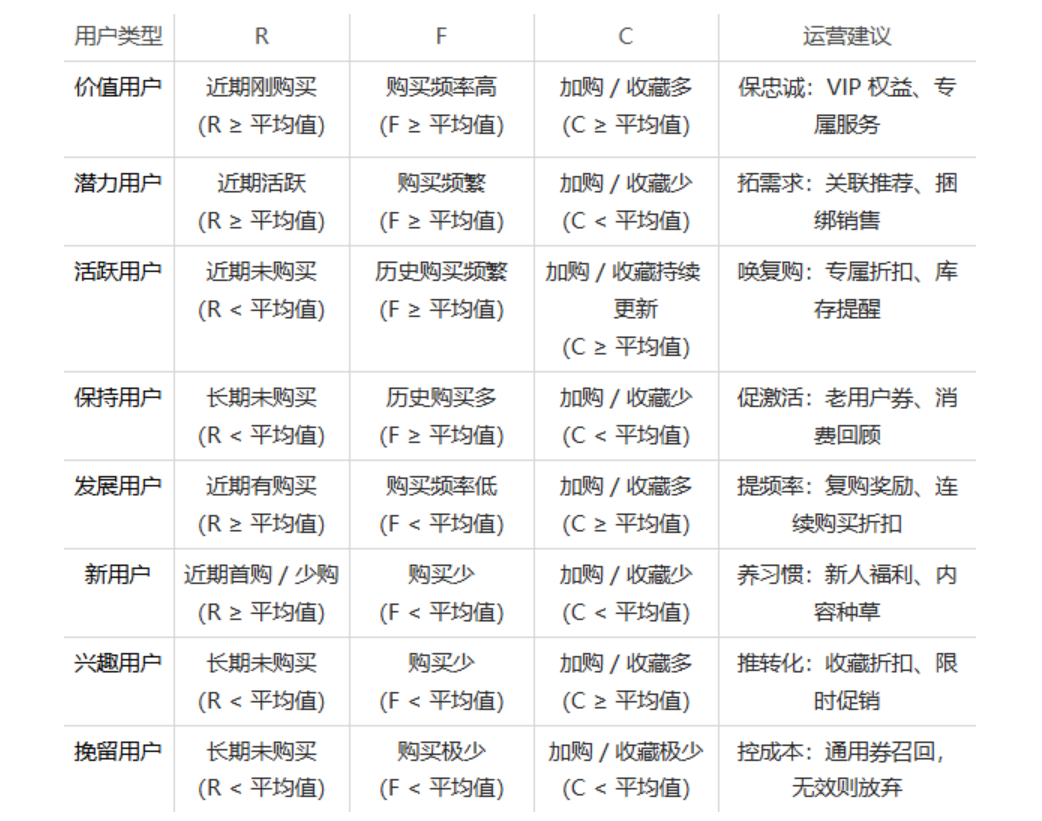 用户类型 R F C 运营建议
价值用户 近期刚购买 购买频率高 加购 / 收藏多 保忠诚：VIP 权益、专
(R ≥ 平均值) (F ≥ 平均值) (C ≥ 平均值) 属服务
潜力用户 近期活跃 购买频繁 加购 / 收藏少 拓需求：关联推荐、捆
(R ≥ 平均值) (F ≥ 平均值) (C < 平均值) 绑销售
活跃用户 近期未购买 历史购买频繁 加购 / 收藏持续 唤复购：专属折扣、库
(R < 平均值) (F ≥ 平均值) 更新 存提醒
(C ≥ 平均值)
保持用户 长期未购买 历史购买多 加购 / 收藏少 促激活：老用户券、消
(R < 平均值) (F ≥ 平均值) (C < 平均值) 费回顾
发展用户 近期有购买 购买频率低 加购 / 收藏多 提频率：复购奖励、连
(R ≥ 平均值) (F < 平均值) (C ≥ 平均值) 续购买折扣
新用户 近期首购 / 少购 购买少 加购 / 收藏少 养习惯：新人福利、内
(R ≥ 平均值) (F < 平均值) (C < 平均值) 容种草
兴趣用户 长期未购买 购买少 加购 / 收藏多 推转化：收藏折扣、限
(R < 平均值) (F < 平均值) (C ≥ 平均值) 时促销
挽留用户 长期未购买 购买极少 加购 / 收藏极少 控成本：通用券召回，
(R < 平均值) (F < 平均值) (C < 平均值) 无效则放弃